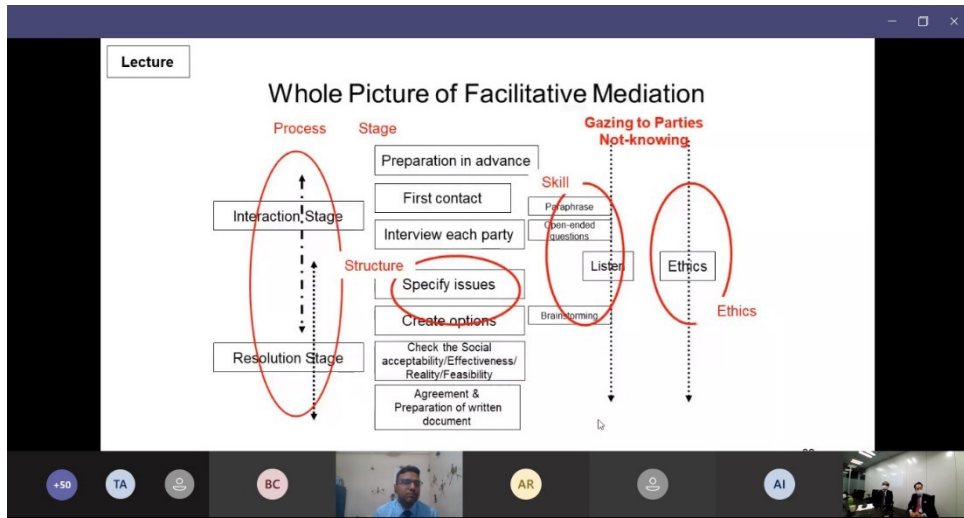 Lecture
Whole Picture of Facilitative Mediation
Process
Stage
Gazing to Parties
Not-knowing
Preparation in advance
Skill
First contact
Paraphrase
Interaction Stage
Open-ended
questions
Interview each party
Structure
Listen
Ethics
Specify issues
Ethics
Create options
Brainstorming
Resolution Stage
Check the Social
acceptability/Effectiveness/
Reality/Feasibility
Agreement &
Preparation of written
document
+50
TA
BC
AR
AI